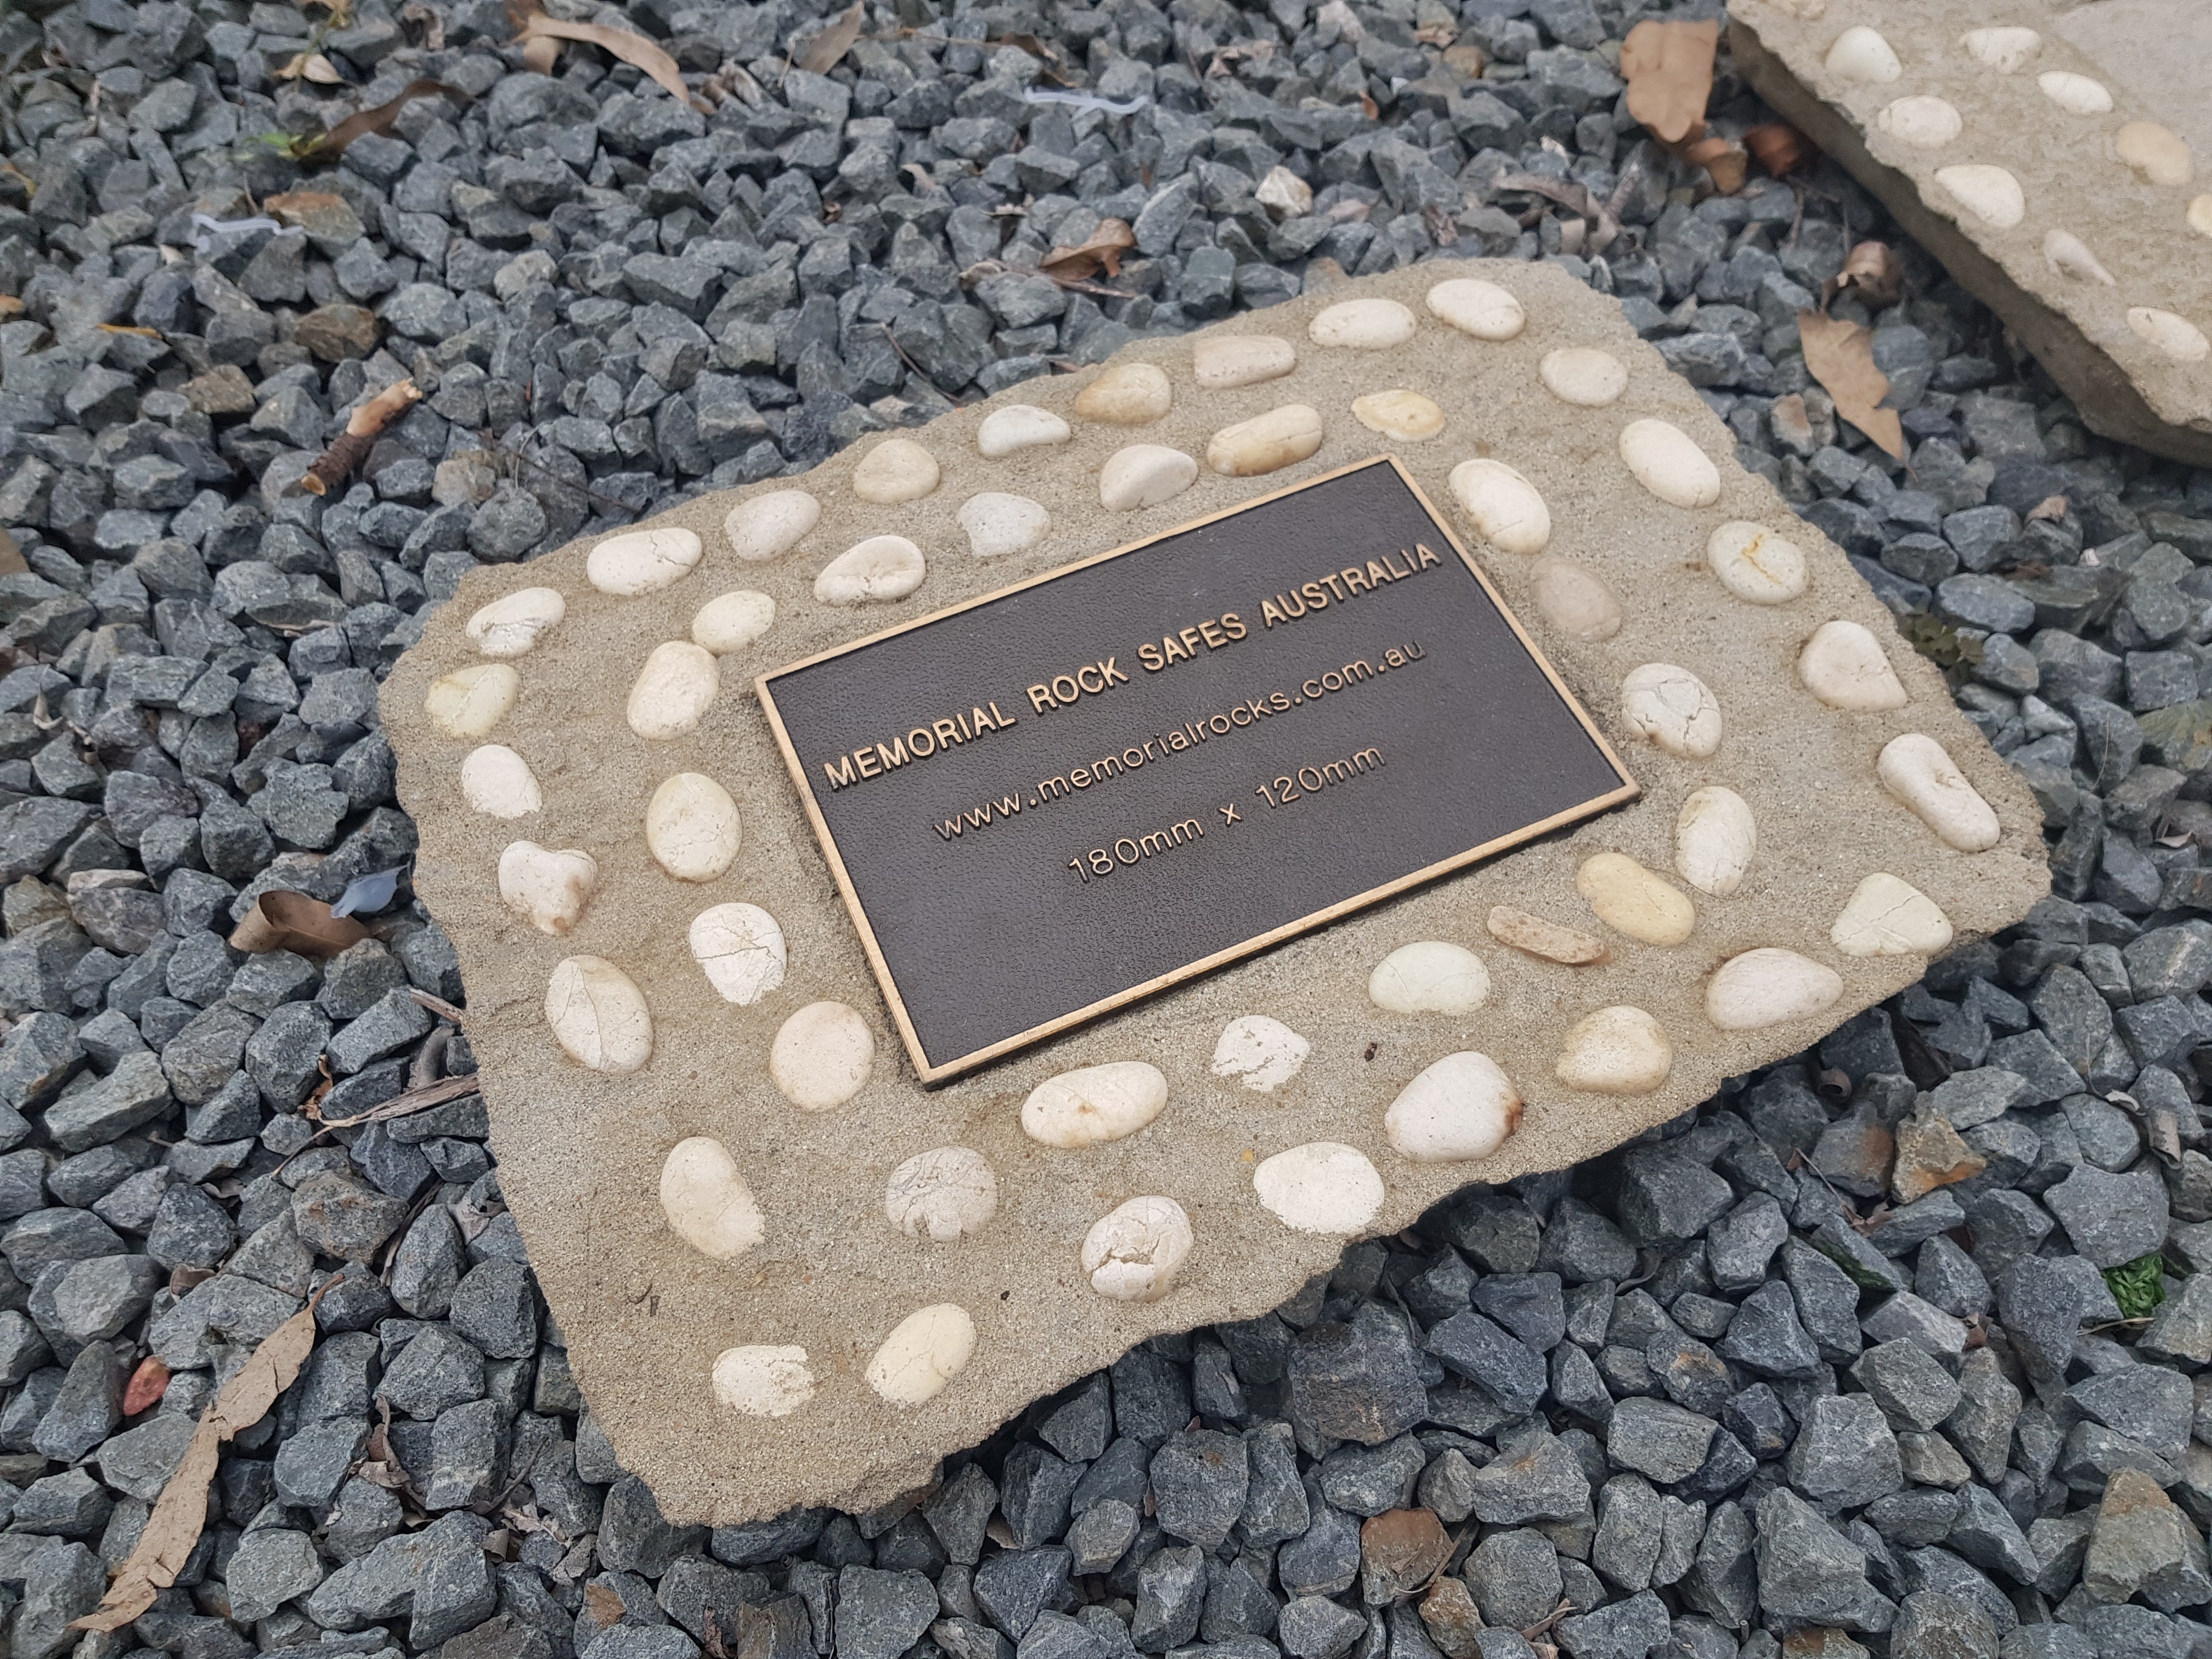 MEMORIAL ROCK SAFES AUSTRALIA
www.memorialrocks.com.au
180mm x 120mm